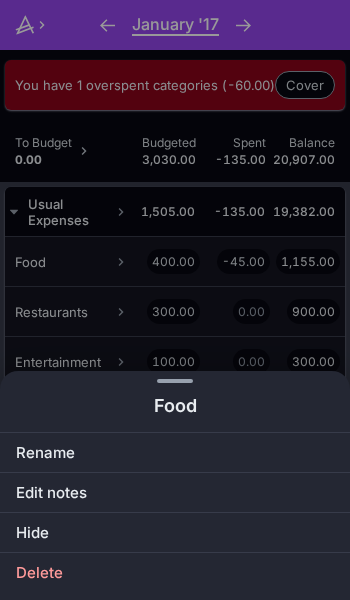 January '17
You have 1 overspent categories (-60.00) Cover
To Budget Budgeted Spent Balance
0.00 3,030.00 -135.00 20,907.00
Usual
Expenses 1,505.00 -135.00 19,382.00
Food 400.00 -45.00 1,155.00
Restaurants 300.00 0.00 900.00
Entertainment 100.00 0.00 300.00
Food
Rename
Edit notes
Hide
Delete